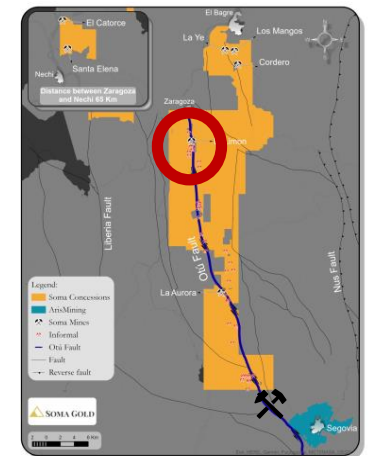 El Catorce
Santa Elena
Nechi
Distance between Zaragoza
and Nechi 65 Km
El Bagre
La Ye
Los Mangos
Cordero
Zaragoza
Liberia Fault
Otú Fault
Nus Fault
La Aurora
Segovia
Legend:
Soma Concessions
ArisMining
Soma Mines
Informal
Otú Fault
Fault
Reverse fault
SOMA GOLD